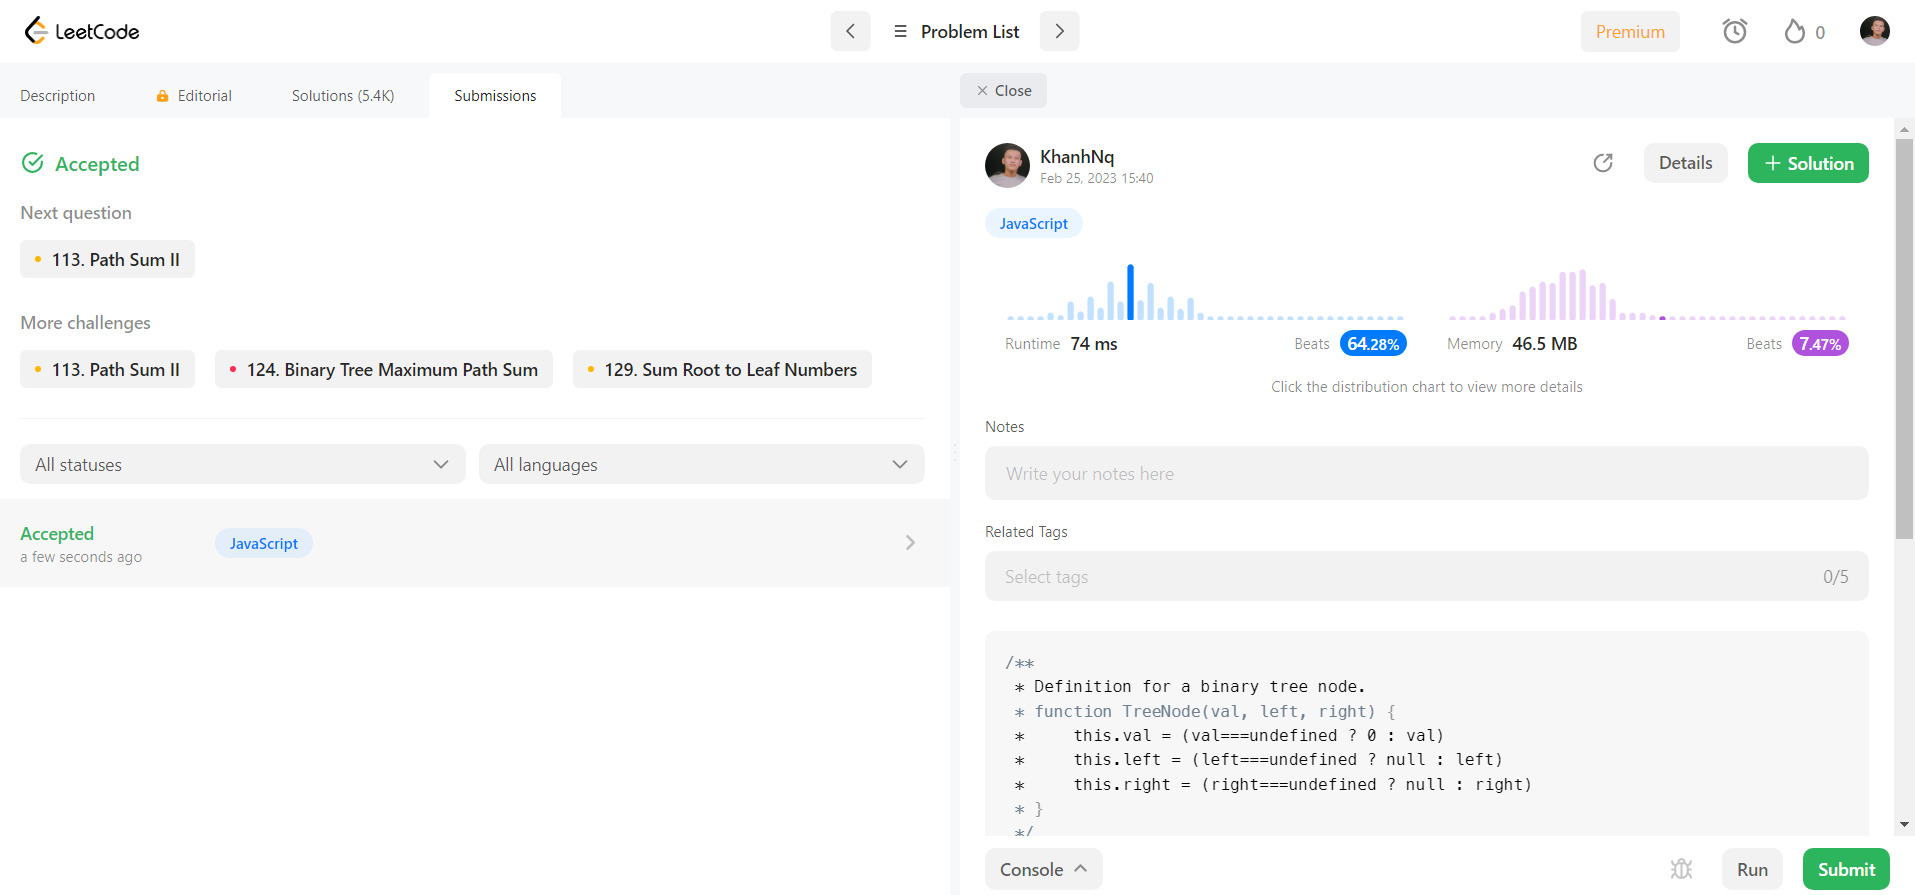 LeetCode
Problem List
Premium
0
Description
Editorial
Solutions (5.4K)
Submissions
Close
Accepted
Next question
113. Path Sum II
More challenges
113. Path Sum II
124. Binary Tree Maximum Path Sum
129. Sum Root to Leaf Numbers
All statuses
All languages
Accepted
a few seconds ago
JavaScript
KhanhNq
Feb 25, 2023 15:40
Details
+ Solution
JavaScript
Runtime 74 ms
Beats 64.28%
Memory 46.5 MB
Beats 7.47%
Click the distribution chart to view more details
Notes
Write your notes here
Related Tags
Select tags
0/5
/**
 * Definition for a binary tree node.
 * function TreeNode(val, left, right) {
 *     this.val = (val===undefined ? 0 : val)
 *     this.left = (left===undefined ? null : left)
 *     this.right = (right===undefined ? null : right)
 * }
 */
Console
Run
Submit